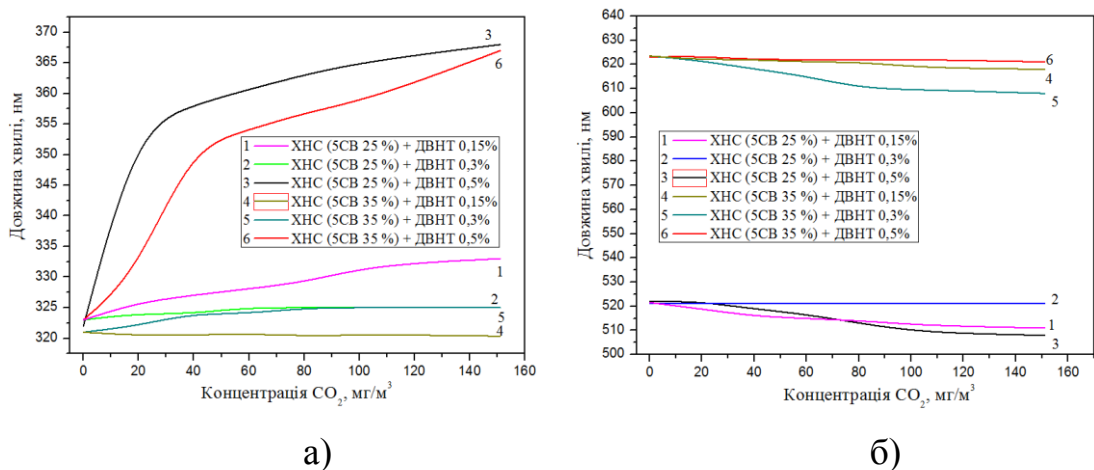 370
365
360
355
350
345
340
335
330
325
320
Довжина хвилі, нм
3
6
1 ХНС (5СВ 25 %) + ДВНТ 0,15%
2 ХНС (5СВ 25 %) + ДВНТ 0,3%
3 ХНС (5СВ 25 %) + ДВНТ 0,5%
4 ХНС (5СВ 35 %) + ДВНТ 0,15%
5 ХНС (5СВ 35 %) + ДВНТ 0,3%
6 ХНС (5СВ 35 %) + ДВНТ 0,5%
1
2
5
4
0 20 40 60 80 100 120 140 160
Концентрація CO₂, мг/м³
а)
640
630
620
610
600
590
580
570
560
550
540
530
520
510
500
Довжина хвилі, нм
6
4
5
1 ХНС (5СВ 25 %) + ДВНТ 0,15%
2 ХНС (5СВ 25 %) + ДВНТ 0,3%
3 ХНС (5СВ 25 %) + ДВНТ 0,5%
4 ХНС (5СВ 35 %) + ДВНТ 0,15%
5 ХНС (5СВ 35 %) + ДВНТ 0,3%
6 ХНС (5СВ 35 %) + ДВНТ 0,5%
2
1
3
0 20 40 60 80 100 120 140 160
Концентрація CO₂, мг/м³
б)